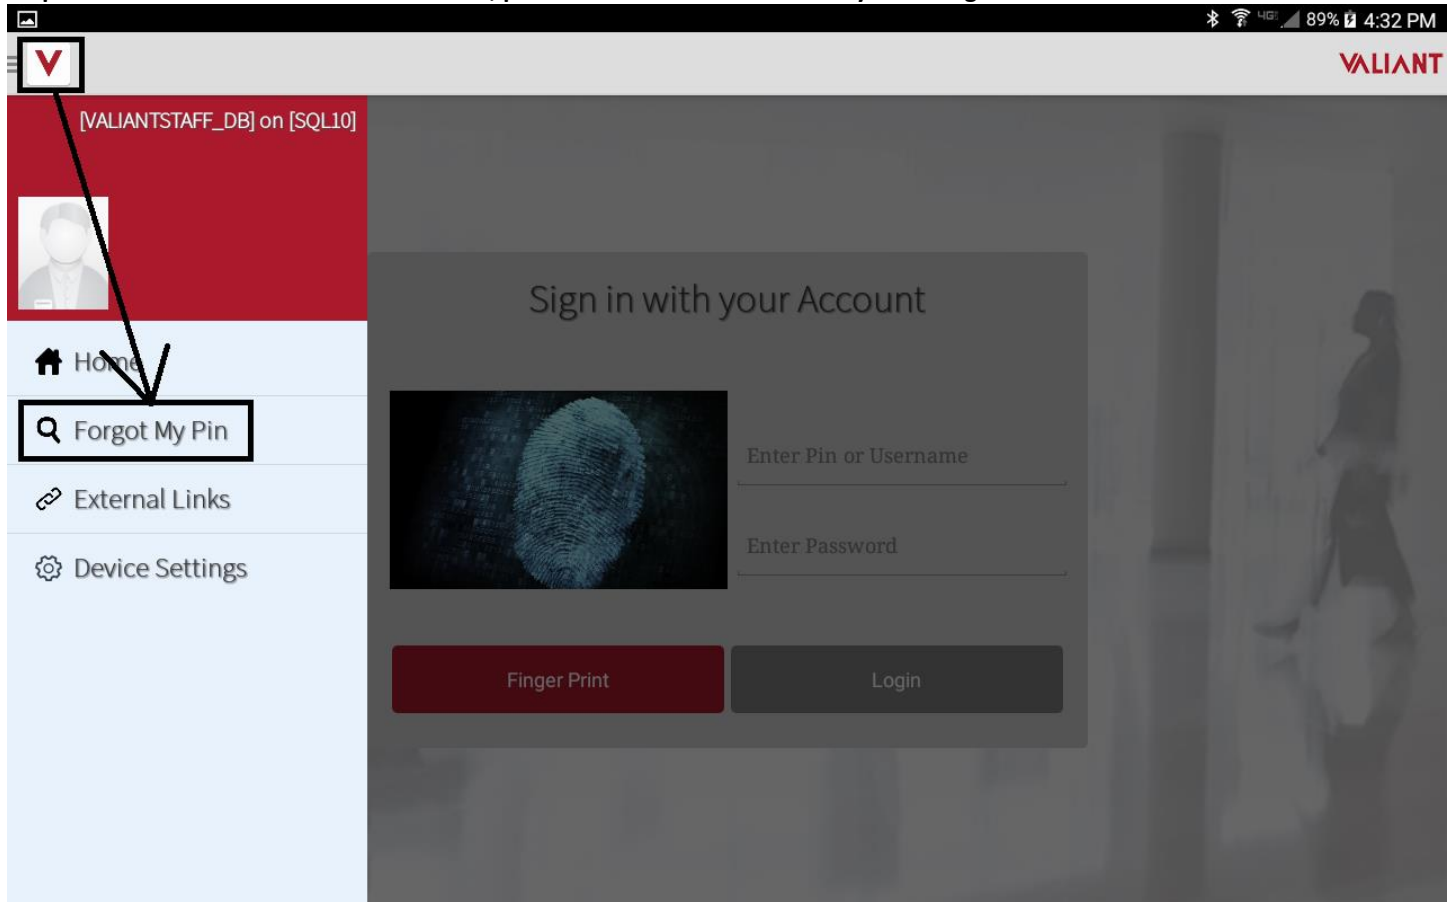 89% 4:32 PM
V
VALIANT
[VALIANTSTAFF_DB] on [SQL10]
Home
Forgot My Pin
External Links
Device Settings
Sign in with your Account
Enter Pin or Username
Enter Password
Finger Print
Login